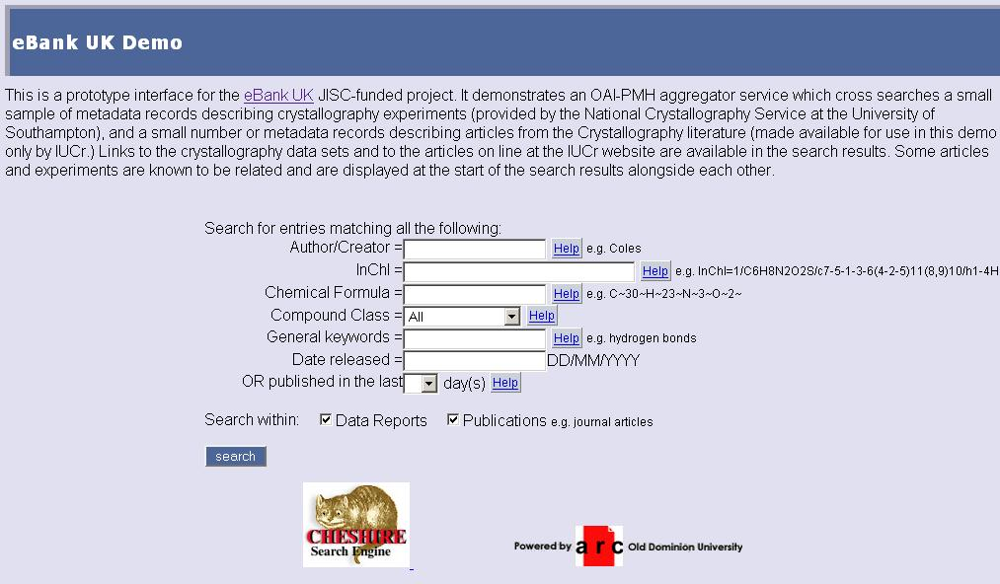 eBank UK Demo
This is a prototype interface for the eBank UK JISC-funded project. It demonstrates an OAI-PMH aggregator service which cross searches a small
sample of metadata records describing crystallography experiments (provided by the National Crystallography Service at the University of
Southampton), and a small number or metadata records describing articles from the Crystallography literature (made available for use in this demo
only by IUCr.) Links to the crystallography data sets and to the articles on line at the IUCr website are available in the search results. Some articles
and experiments are known to be related and are displayed at the start of the search results alongside each other.
Search for entries matching all the following:
Author/Creator = Help e.g. Coles
InChI = Help e.g. InChI=1/C6H8N2O2S/c7-5-1-3-6(4-2-5)11(8,9)10/h1-4H
Chemical Formula = Help e.g. C~30~H~23~N~3~O~2~
Compound Class = All Help
General keywords = Help e.g. hydrogen bonds
Date released = DD/MM/YYYY
OR published in the last day(s) Help
Search within: Data Reports Publications e.g. journal articles
search
CHESHIRE
Search Engine
Powered by arc Old Dominion University